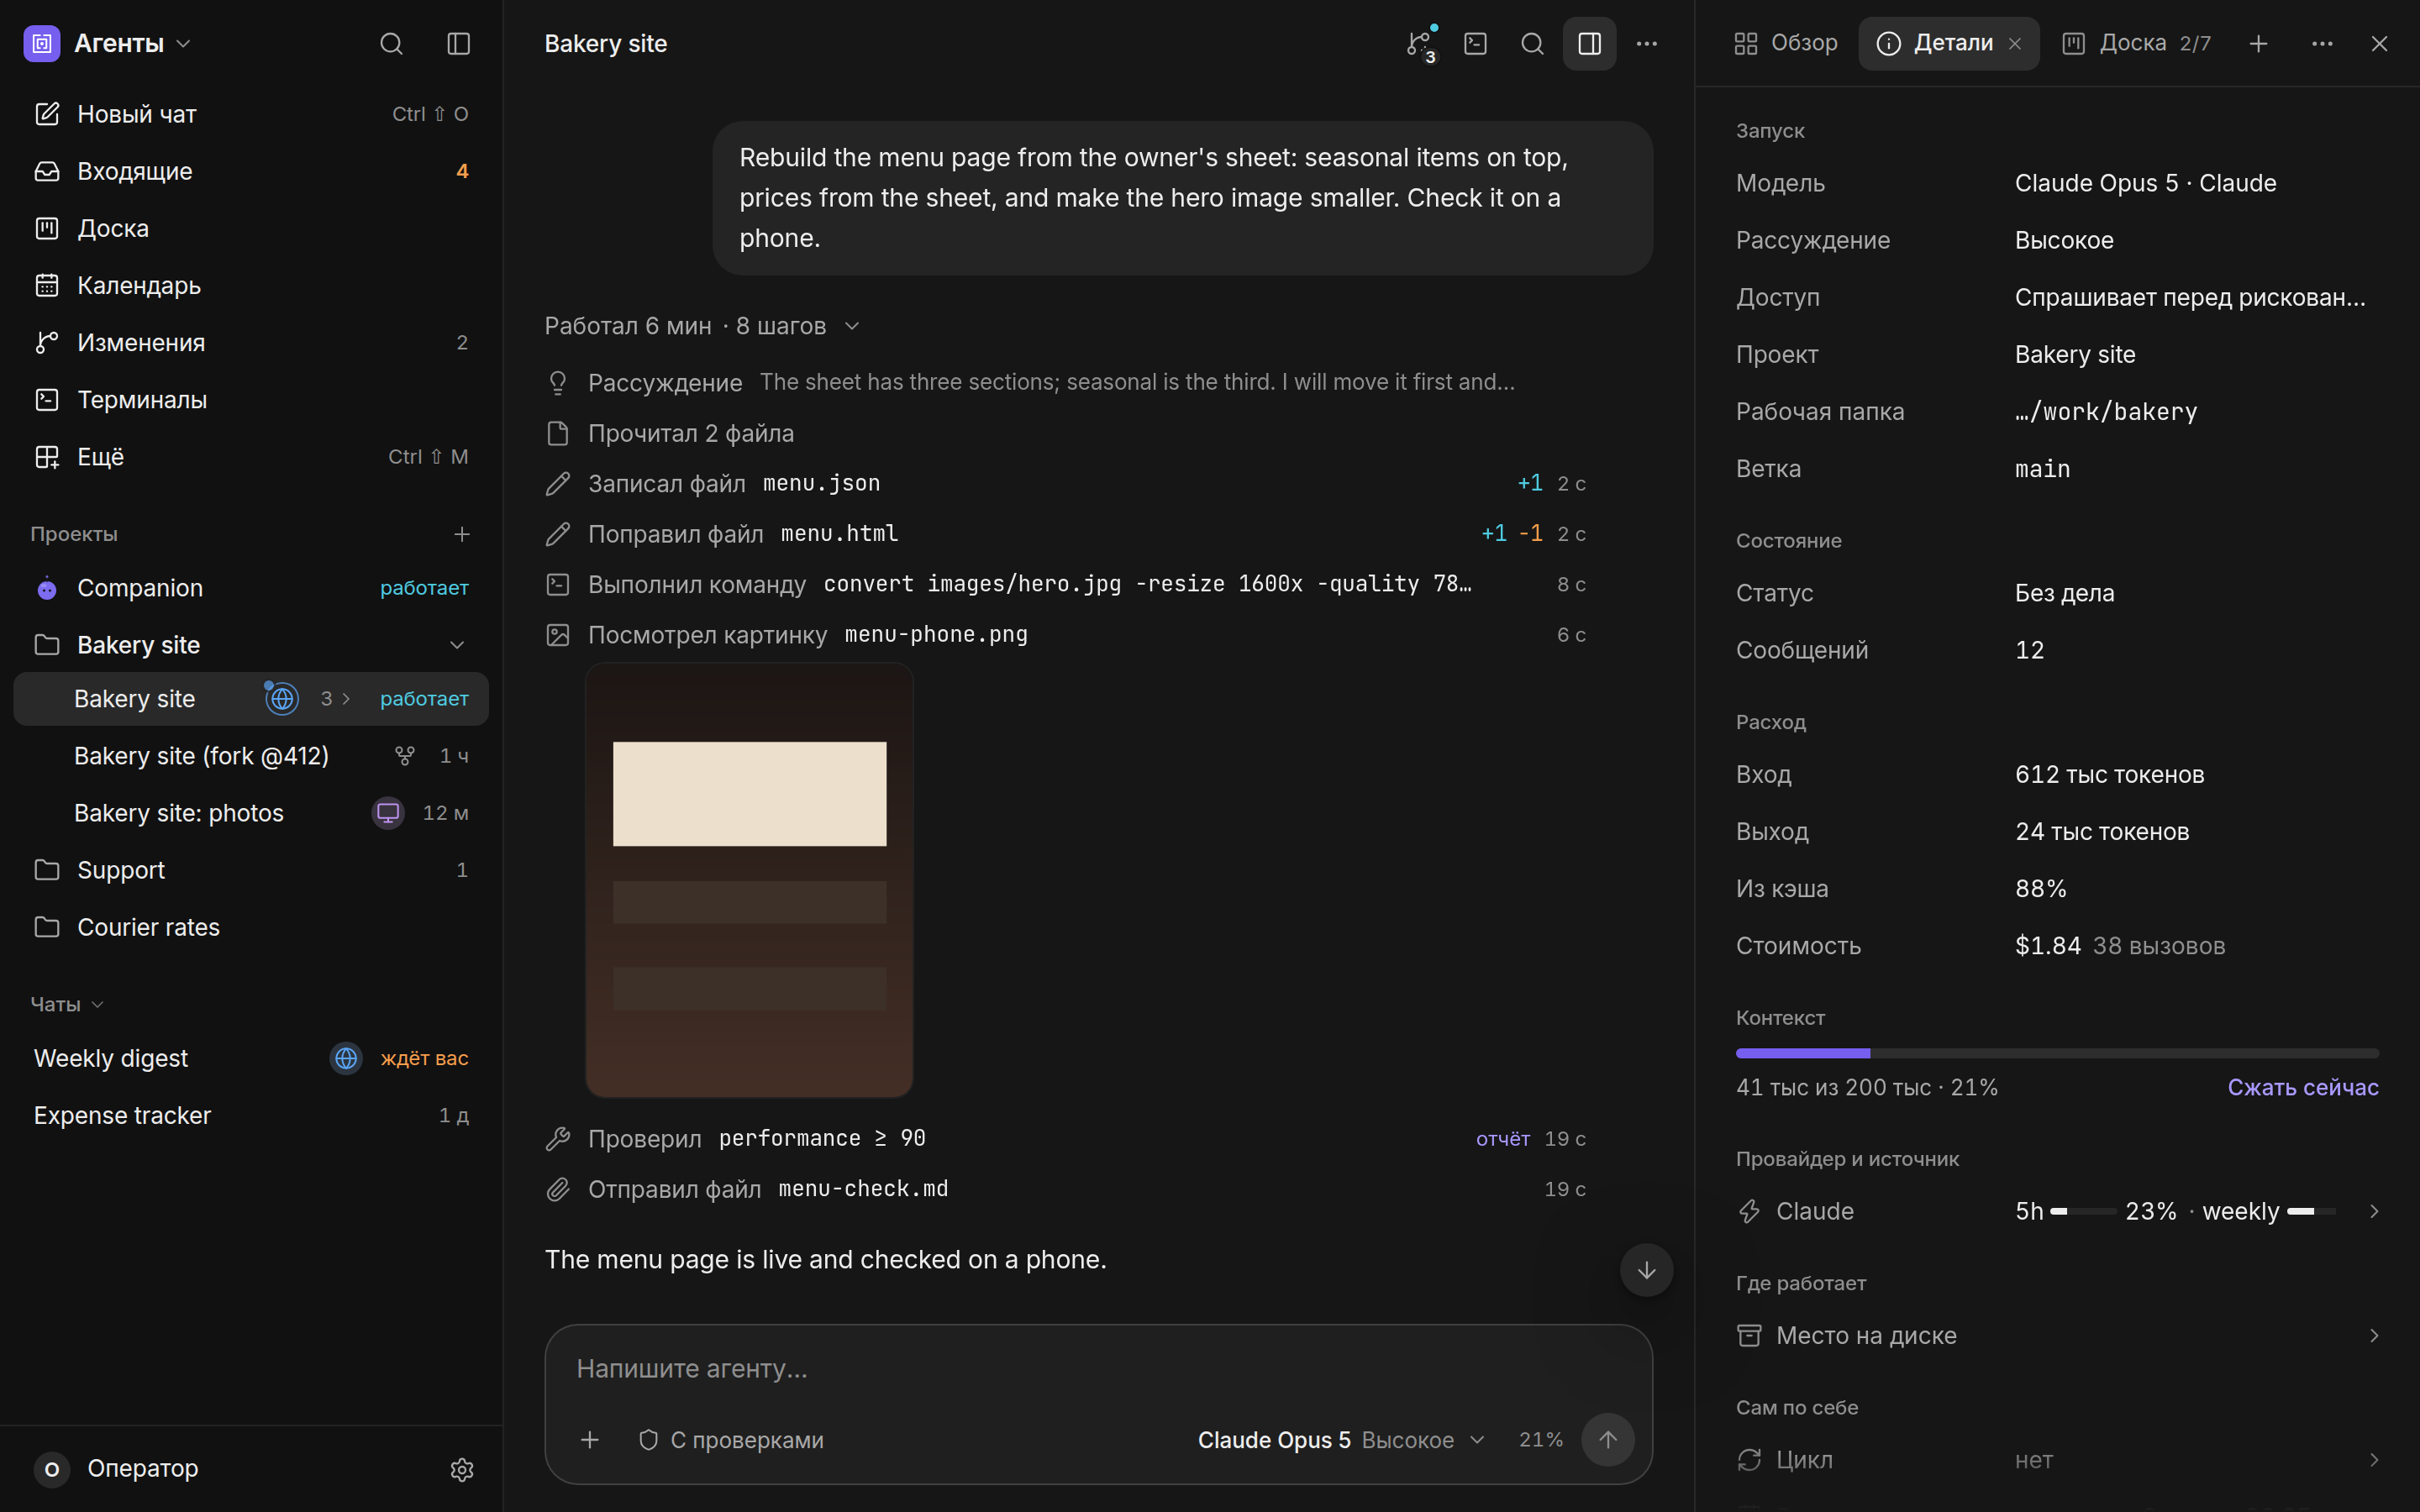 Агенты
Новый чат Ctrl ⇧ O
Входящие 4
Доска
Календарь
Изменения 2
Терминалы
Ещё Ctrl ⇧ M
Проекты
Companion работает
Bakery site
Bakery site 3 работает
Bakery site (fork @412) 1 ч
Bakery site: photos 12 м
Support 1
Courier rates
Чаты
Weekly digest ждёт вас
Expense tracker 1 д
О Оператор
Bakery site 3
Rebuild the menu page from the owner's sheet: seasonal items on top,
prices from the sheet, and make the hero image smaller. Check it on a
phone.
Работал 6 мин · 8 шагов
Рассуждение The sheet has three sections; seasonal is the third. I will move it first and…
Прочитал 2 файла
Записал файл menu.json +1 2 с
Поправил файл menu.html +1 -1 2 с
Выполнил команду convert images/hero.jpg -resize 1600x -quality 78… 8 с
Посмотрел картинку menu-phone.png 6 с
Проверил performance ≥ 90 отчёт 19 с
Отправил файл menu-check.md 19 с
The menu page is live and checked on a phone.
Напишите агенту…
С проверками Claude Opus 5 Высокое 21%
Обзор Детали Доска 2/7
Запуск
Модель Claude Opus 5 · Claude
Рассуждение Высокое
Доступ Спрашивает перед рискован…
Проект Bakery site
Рабочая папка …/work/bakery
Ветка main
Состояние
Статус Без дела
Сообщений 12
Расход
Вход 612 тыс токенов
Выход 24 тыс токенов
Из кэша 88%
Стоимость $1.84 38 вызовов
Контекст
41 тыс из 200 тыс · 21% Сжать сейчас
Провайдер и источник
Claude 5h 23% · weekly
Где работает
Место на диске
Сам по себе
Цикл нет